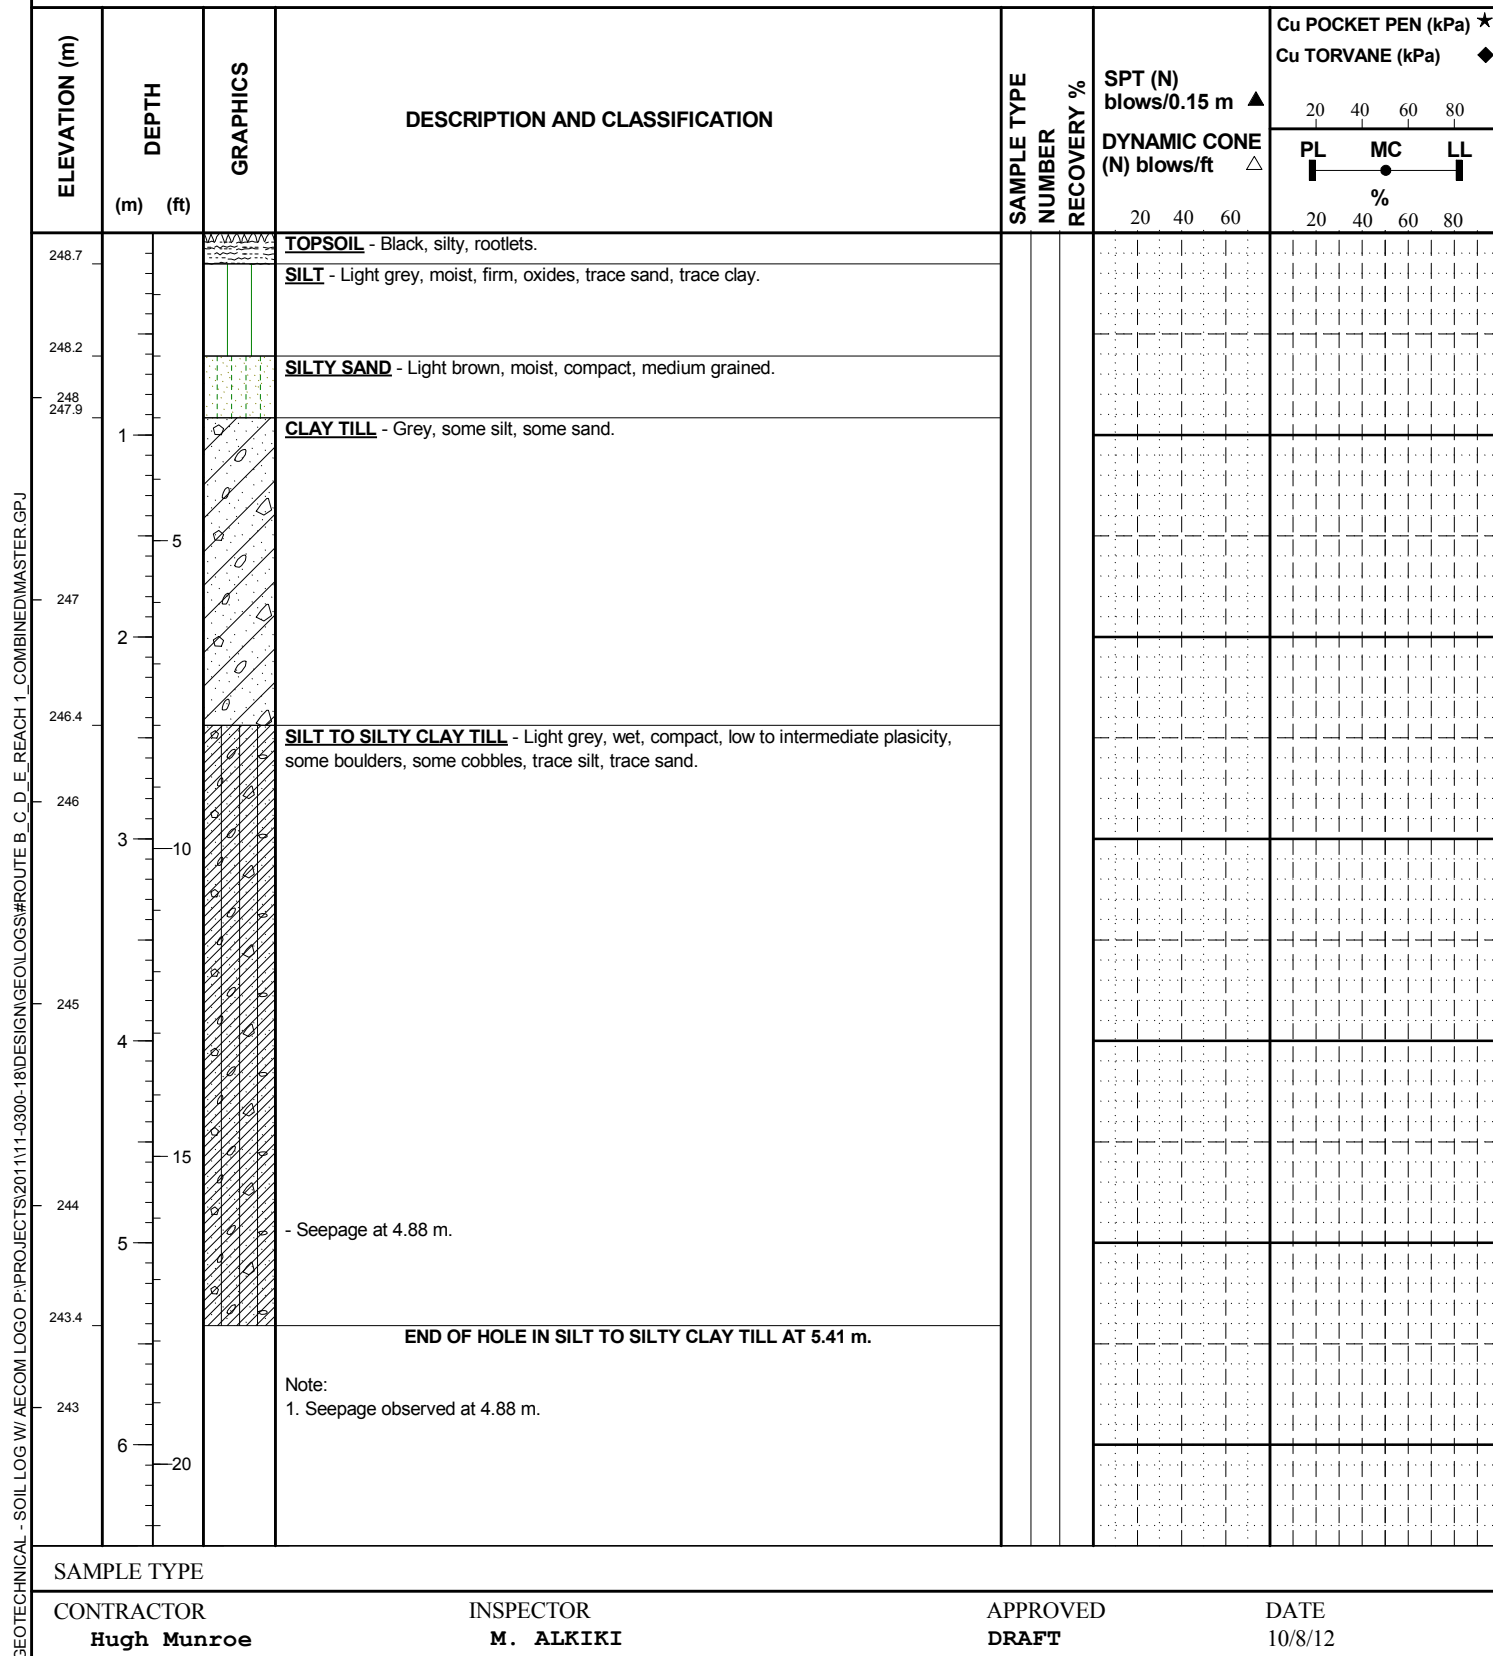 ELEVATION (m)
DEPTH
(m) (ft)
GRAPHICS
DESCRIPTION AND CLASSIFICATION
SAMPLE TYPE
NUMBER
RECOVERY %
SPT (N)
blows/0.15 m
DYNAMIC CONE
(N) blows/ft
20 40 60
Cu POCKET PEN (kPa)
Cu TORVANE (kPa)
20 40 60 80
PL MC LL
%
20 40 60 80
248.7
TOPSOIL - Black, silty, rootlets.
SILT - Light grey, moist, firm, oxides, trace sand, trace clay.
248.2
SILTY SAND - Light brown, moist, compact, medium grained.
248
247.9
CLAY TILL - Grey, some silt, some sand.
1
5
247
2
246.4
SILT TO SILTY CLAY TILL - Light grey, wet, compact, low to intermediate plasicity,
some boulders, some cobbles, trace silt, trace sand.
246
3
10
245
4
15
244
- Seepage at 4.88 m.
5
243.4
END OF HOLE IN SILT TO SILTY CLAY TILL AT 5.41 m.
Note:
1. Seepage observed at 4.88 m.
243
6
20
SAMPLE TYPE
CONTRACTOR INSPECTOR APPROVED DATE
Hugh Munroe M. ALKIKI DRAFT 10/8/12
GEOTECHNICAL - SOIL LOG W/ AECOM LOGO P:\PROJECTS\2011\11-0300-18\DESIGN\GEO\LOGS\#ROUTE B_C_D_E_REACH 1_COMBINED\MASTER.GPJ